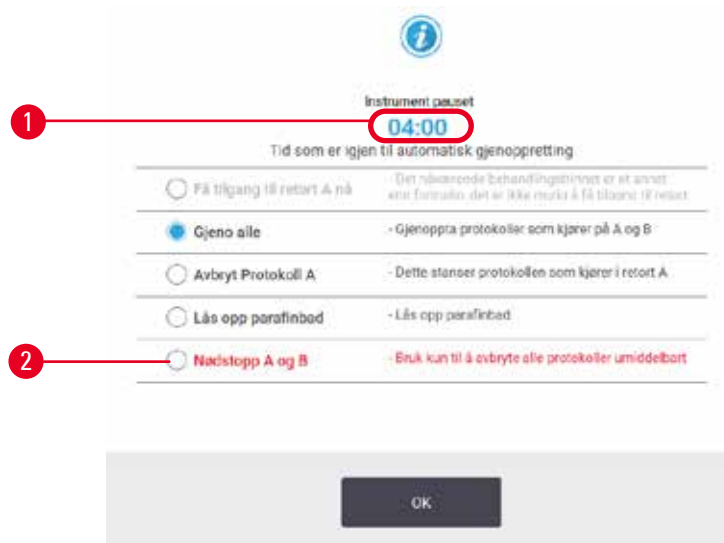 Instrument pauset
1
04:00
Tid som er igjen til automatisk gjenoppretting
Få tilgang til retort A nå
- Det nåværende behandlingstrinnet er et annet
enn formalin, det er ikke mulig å få tilgang til retort
Gjeno alle
- Gjenoppta protokoller som kjører på A og B
Avbryt Protokoll A
- Dette stanser protokollen som kjører i retort A
Lås opp parafinbad
- Lås opp parafinbad
2
Nødstopp A og B
- Bruk kun til å avbryte alle protokoller umiddelbart
OK